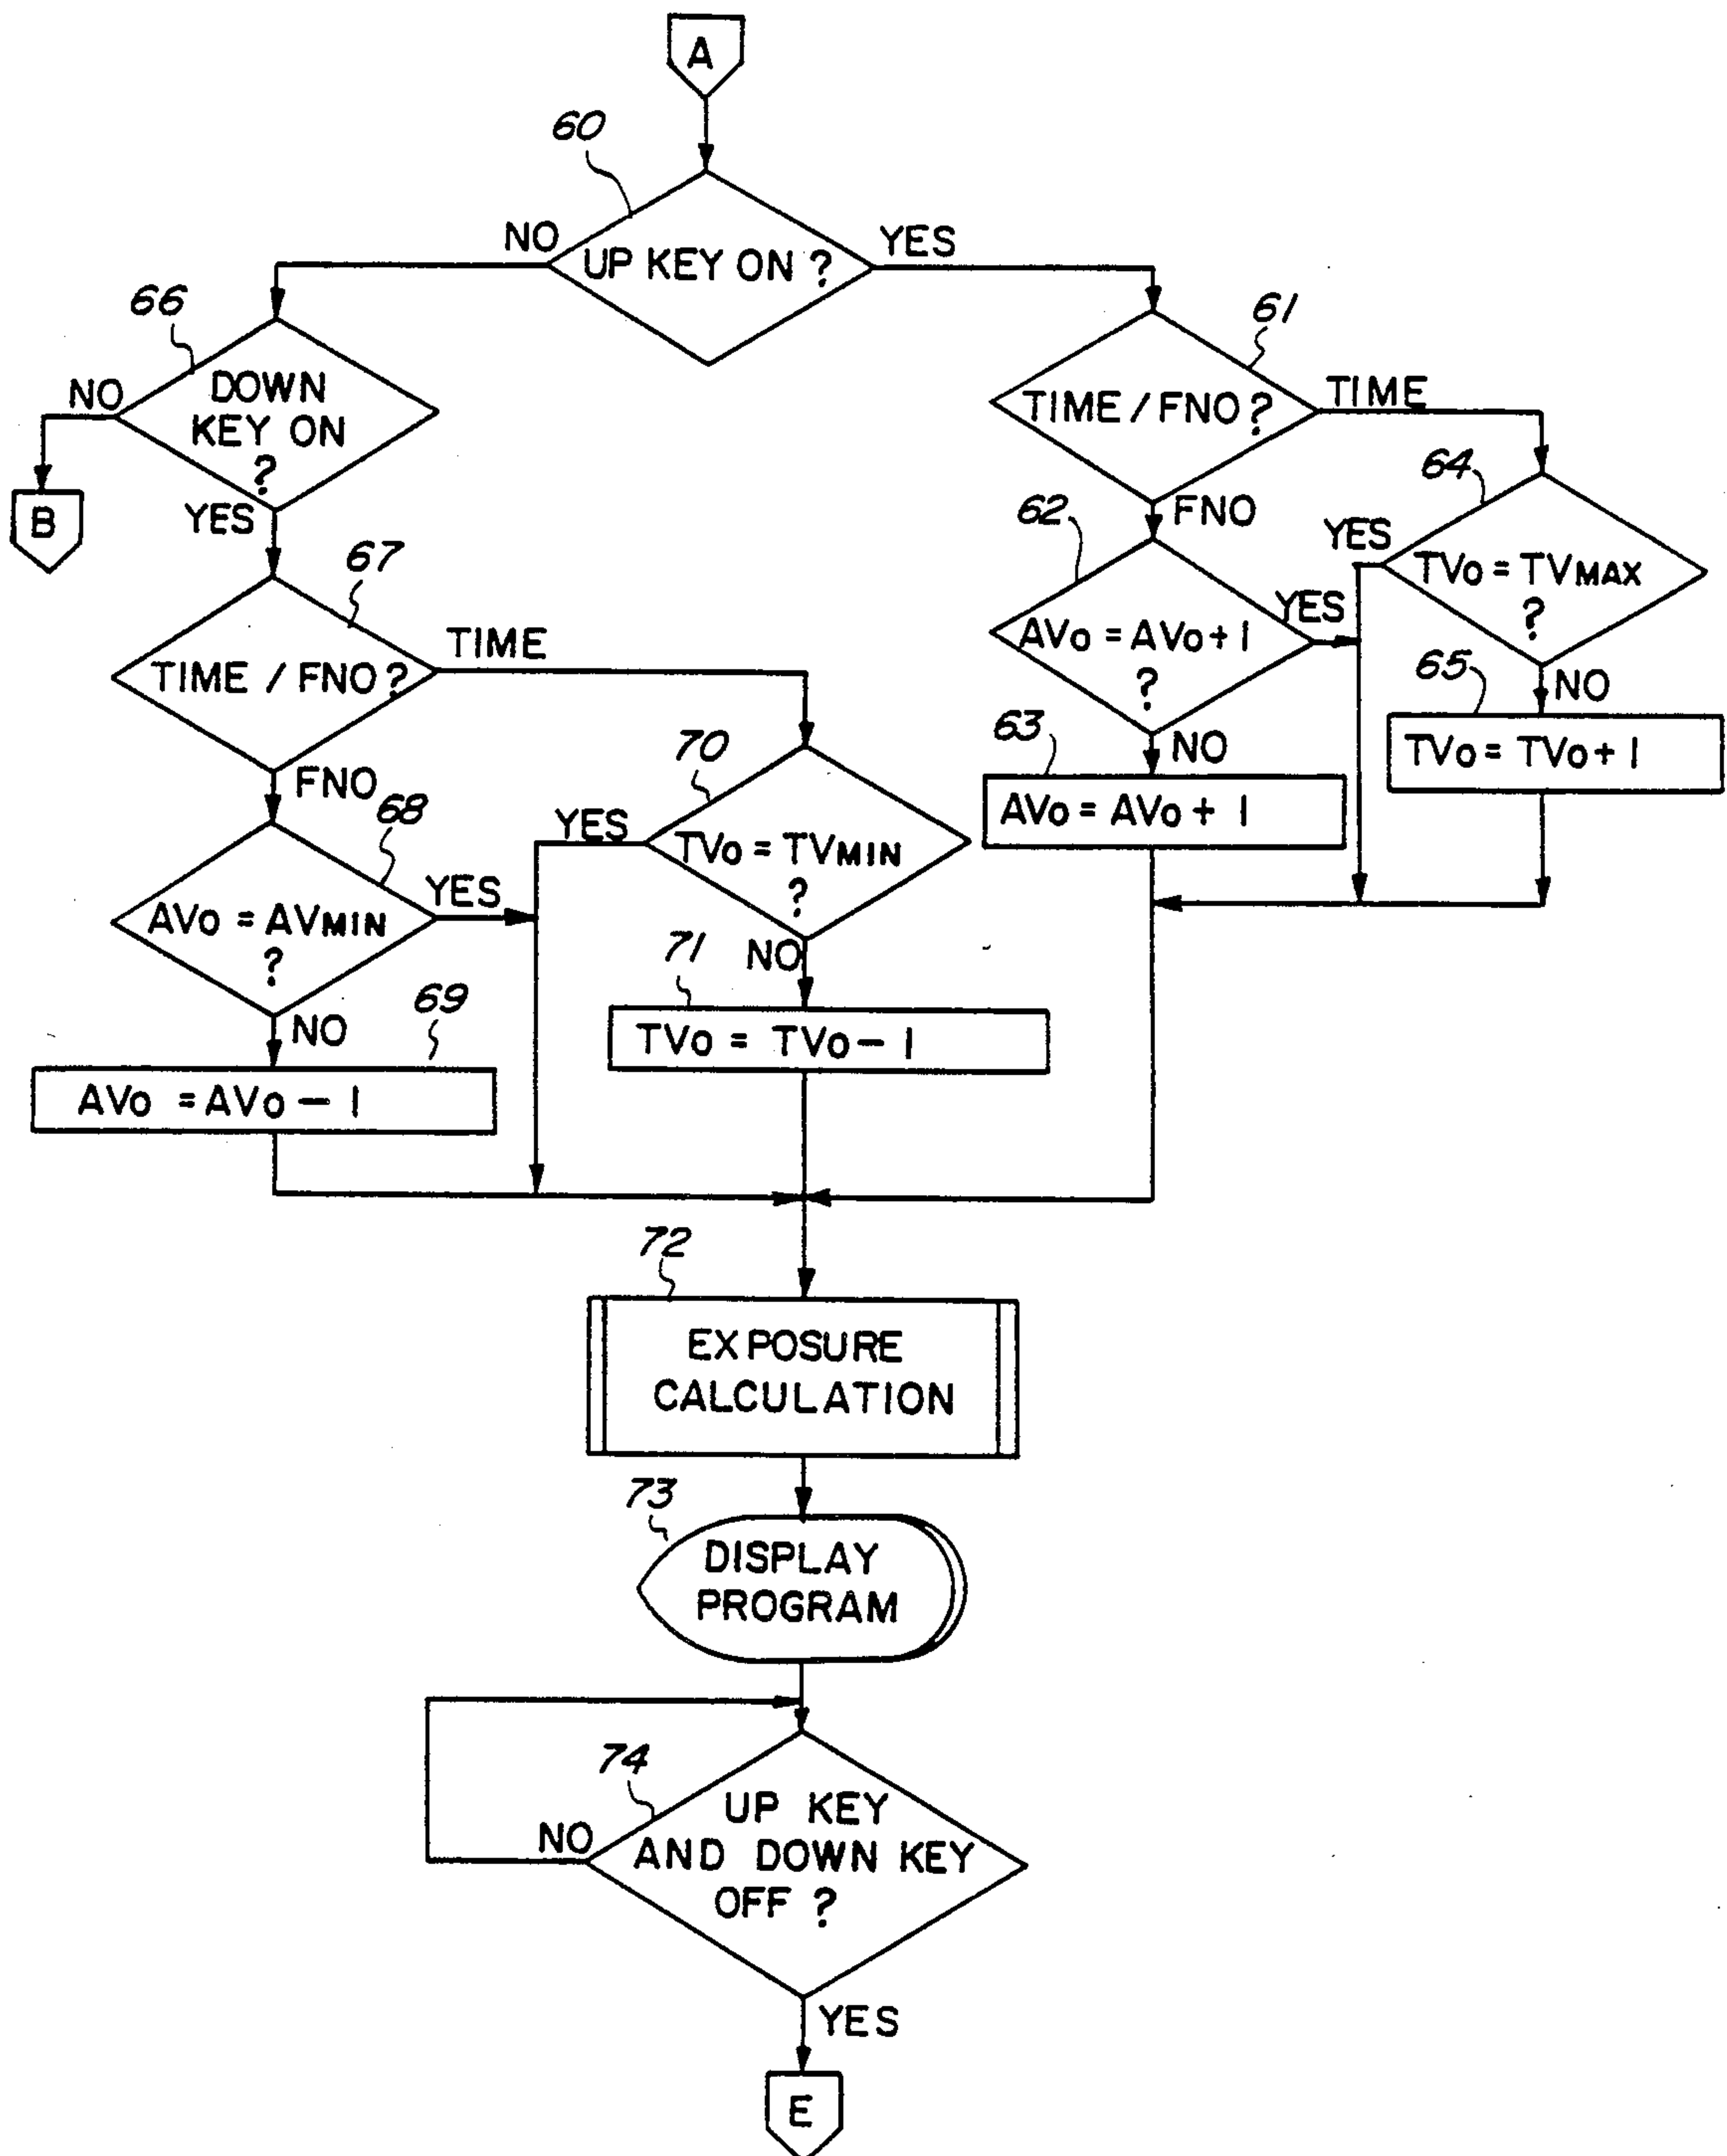 A
60
NO
UP KEY ON ?
YES
66
NO
DOWN
KEY ON
?
YES
B
61
TIME / FNO ?
TIME
FNO
64
YES
TVo = TVMAX
?
NO
62
AVo = AVo + 1
?
YES
NO
65
TVo = TVo + 1
63
AVo = AVo + 1
67
TIME / FNO ?
TIME
FNO
70
YES
TVo = TVMIN
?
NO
68
AVo = AVMIN
?
YES
NO
71
TVo = TVo - 1
69
AVo = AVo - 1
72
EXPOSURE
CALCULATION
73
DISPLAY
PROGRAM
74
NO
UP KEY
AND DOWN KEY
OFF ?
YES
E